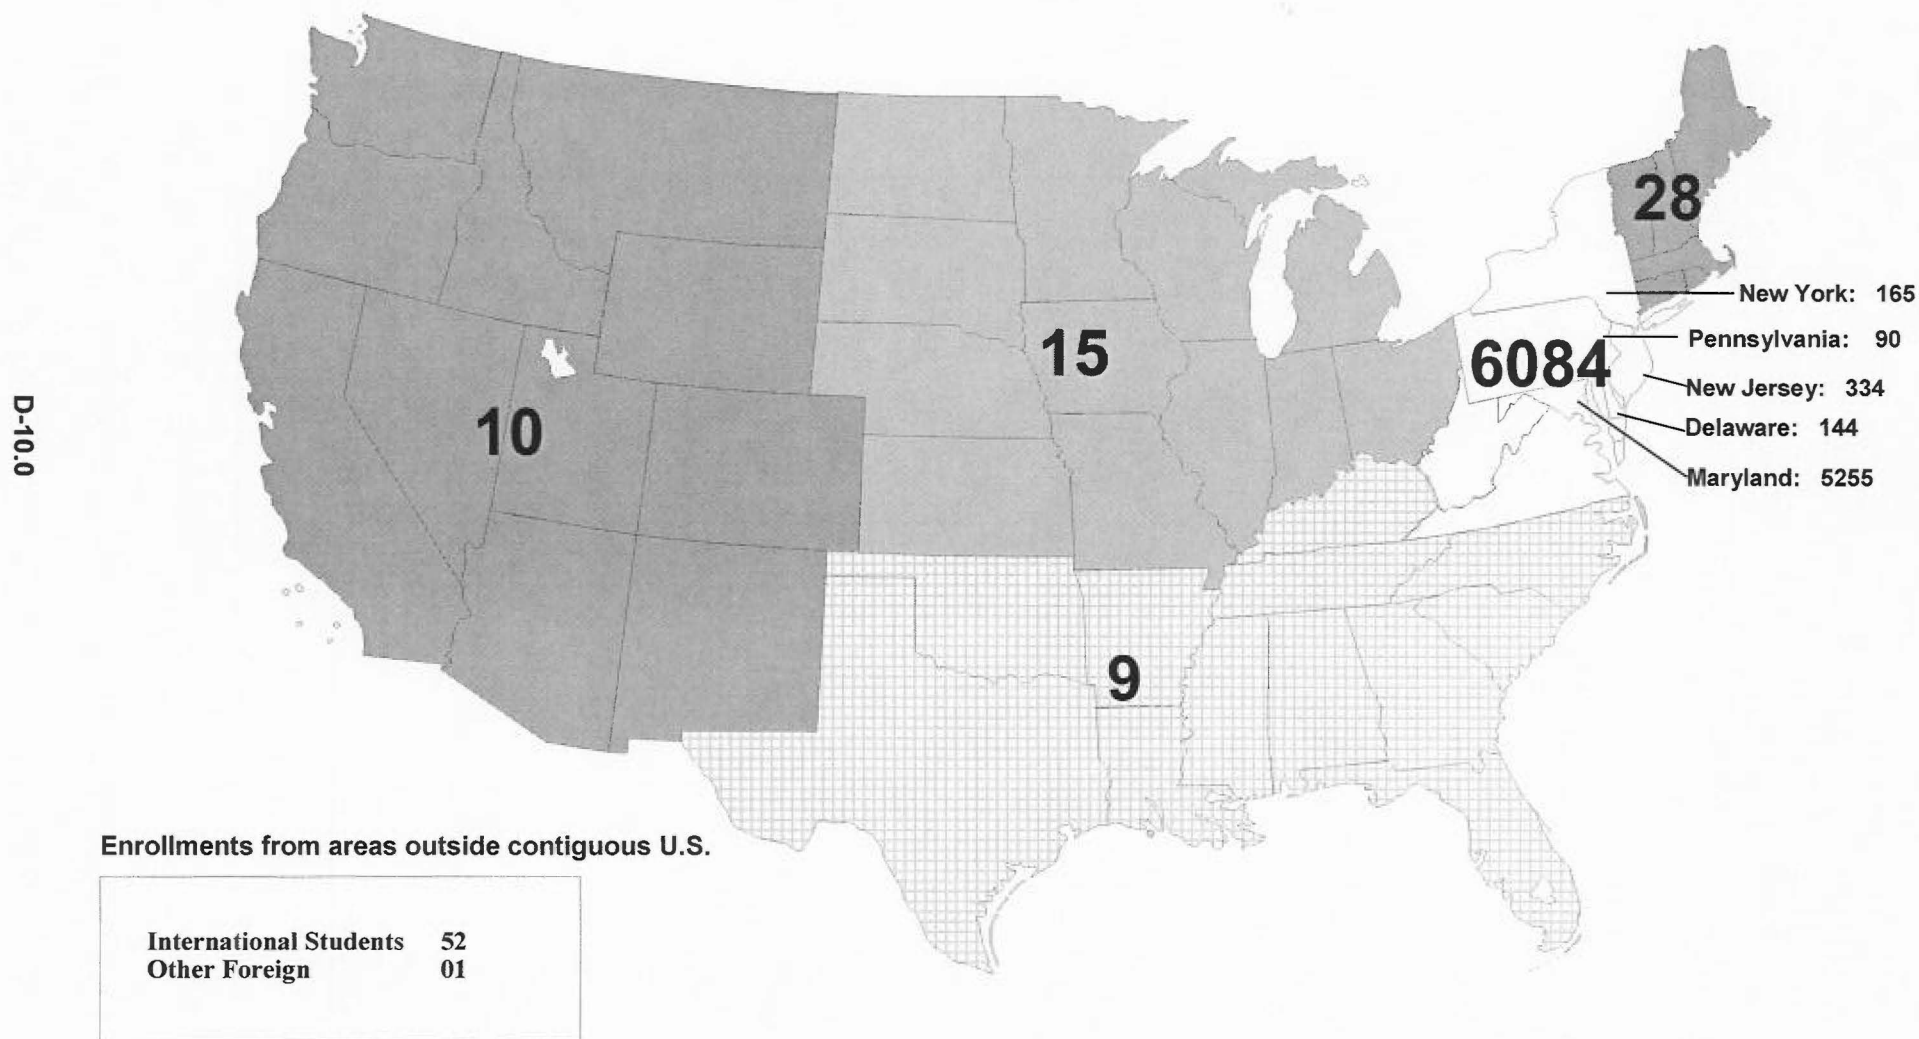 28
New York: 165
15
6084
Pennsylvania: 90
New Jersey: 334
10
Delaware: 144
Maryland: 5255
D-10.0
9
Enrollments from areas outside contiguous U.S.
International Students 52
Other Foreign 01